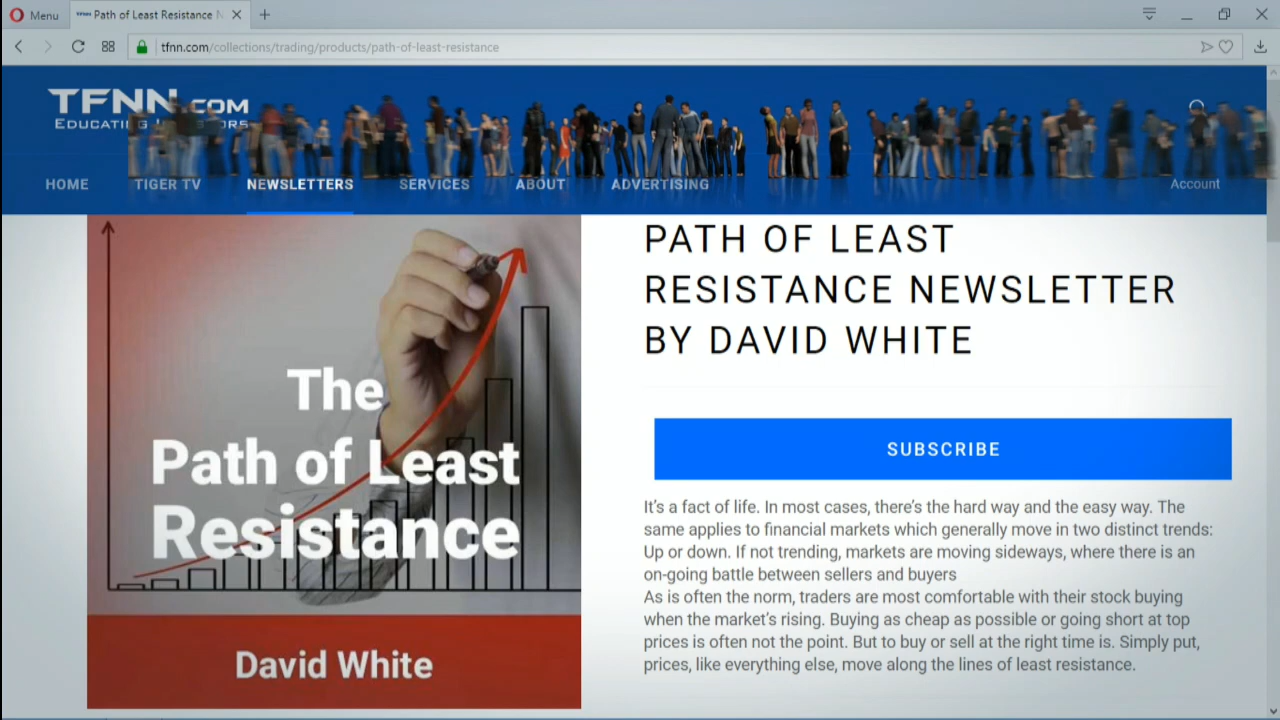 Menu
Path of Least Resistance N
tfnn.com/collections/trading/products/path-of-least-resistance
TFNN.COM
EDUCATING INVESTORS
HOME TIGER TV NEWSLETTERS SERVICES ABOUT ADVERTISING Account
PATH OF LEAST
RESISTANCE NEWSLETTER
BY DAVID WHITE
The
Path of Least
Resistance
David White
SUBSCRIBE
It’s a fact of life. In most cases, there’s the hard way and the easy way. The
same applies to financial markets which generally move in two distinct trends:
Up or down. If not trending, markets are moving sideways, where there is an
on-going battle between sellers and buyers
As is often the norm, traders are most comfortable with their stock buying
when the market’s rising. Buying as cheap as possible or going short at top
prices is often not the point. But to buy or sell at the right time is. Simply put,
prices, like everything else, move along the lines of least resistance.